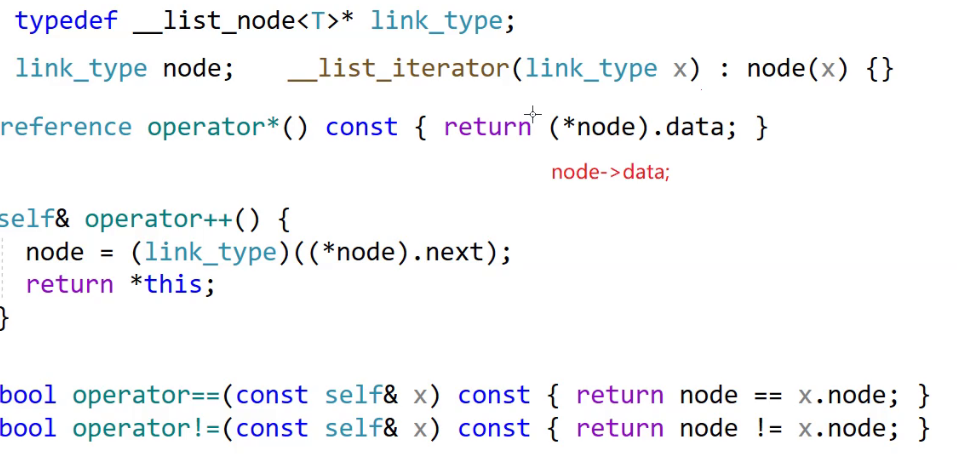 typedef __list_node<T>* link_type;
link_type node;    __list_iterator(link_type x) : node(x) {}
reference operator*() const { return (*node).data; }
node->data;
self& operator++() {
node = (link_type)((*node).next);
return *this;
}
bool operator==(const self& x) const { return node == x.node; }
bool operator!=(const self& x) const { return node != x.node; }